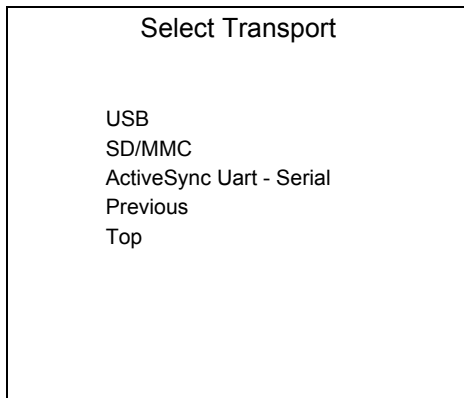 Select Transport
USB
SD/MMC
ActiveSync Uart - Serial
Previous
Top